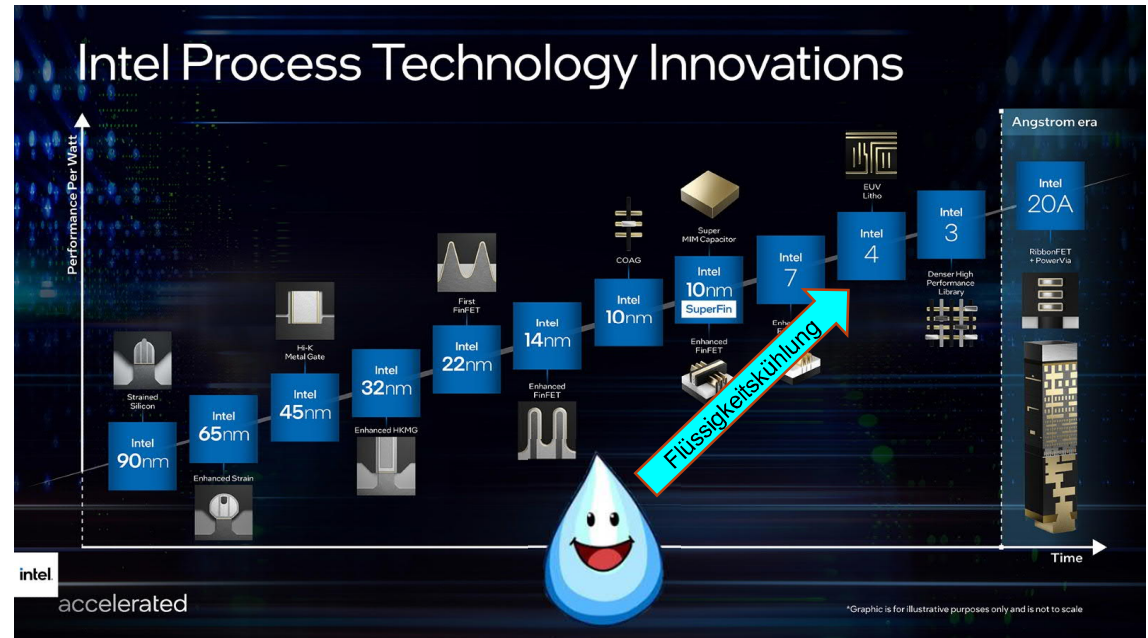 Intel Process Technology Innovations
Performance Per Watt
Angstrom era
Strained
Silicon
Intel
90nm
Intel
65nm
Enhanced Strain
Hi-K
Metal Gate
Intel
45nm
Intel
32nm
Enhanced HKMG
First
FinFET
Intel
22nm
Intel
14nm
Enhanced
FinFET
COAG
Intel
10nm
Super
MIM Capacitor
Intel
10nm
SuperFin
Enhanced
FinFET
Intel
7
Flüssigkeitskühlung
EUV
Litho
Intel
4
Intel
3
Denser High
Performance
Library
Intel
20A
RibbonFET
+ PowerVia
Time
intel.
accelerated
*Graphic is for illustrative purposes only and is not to scale